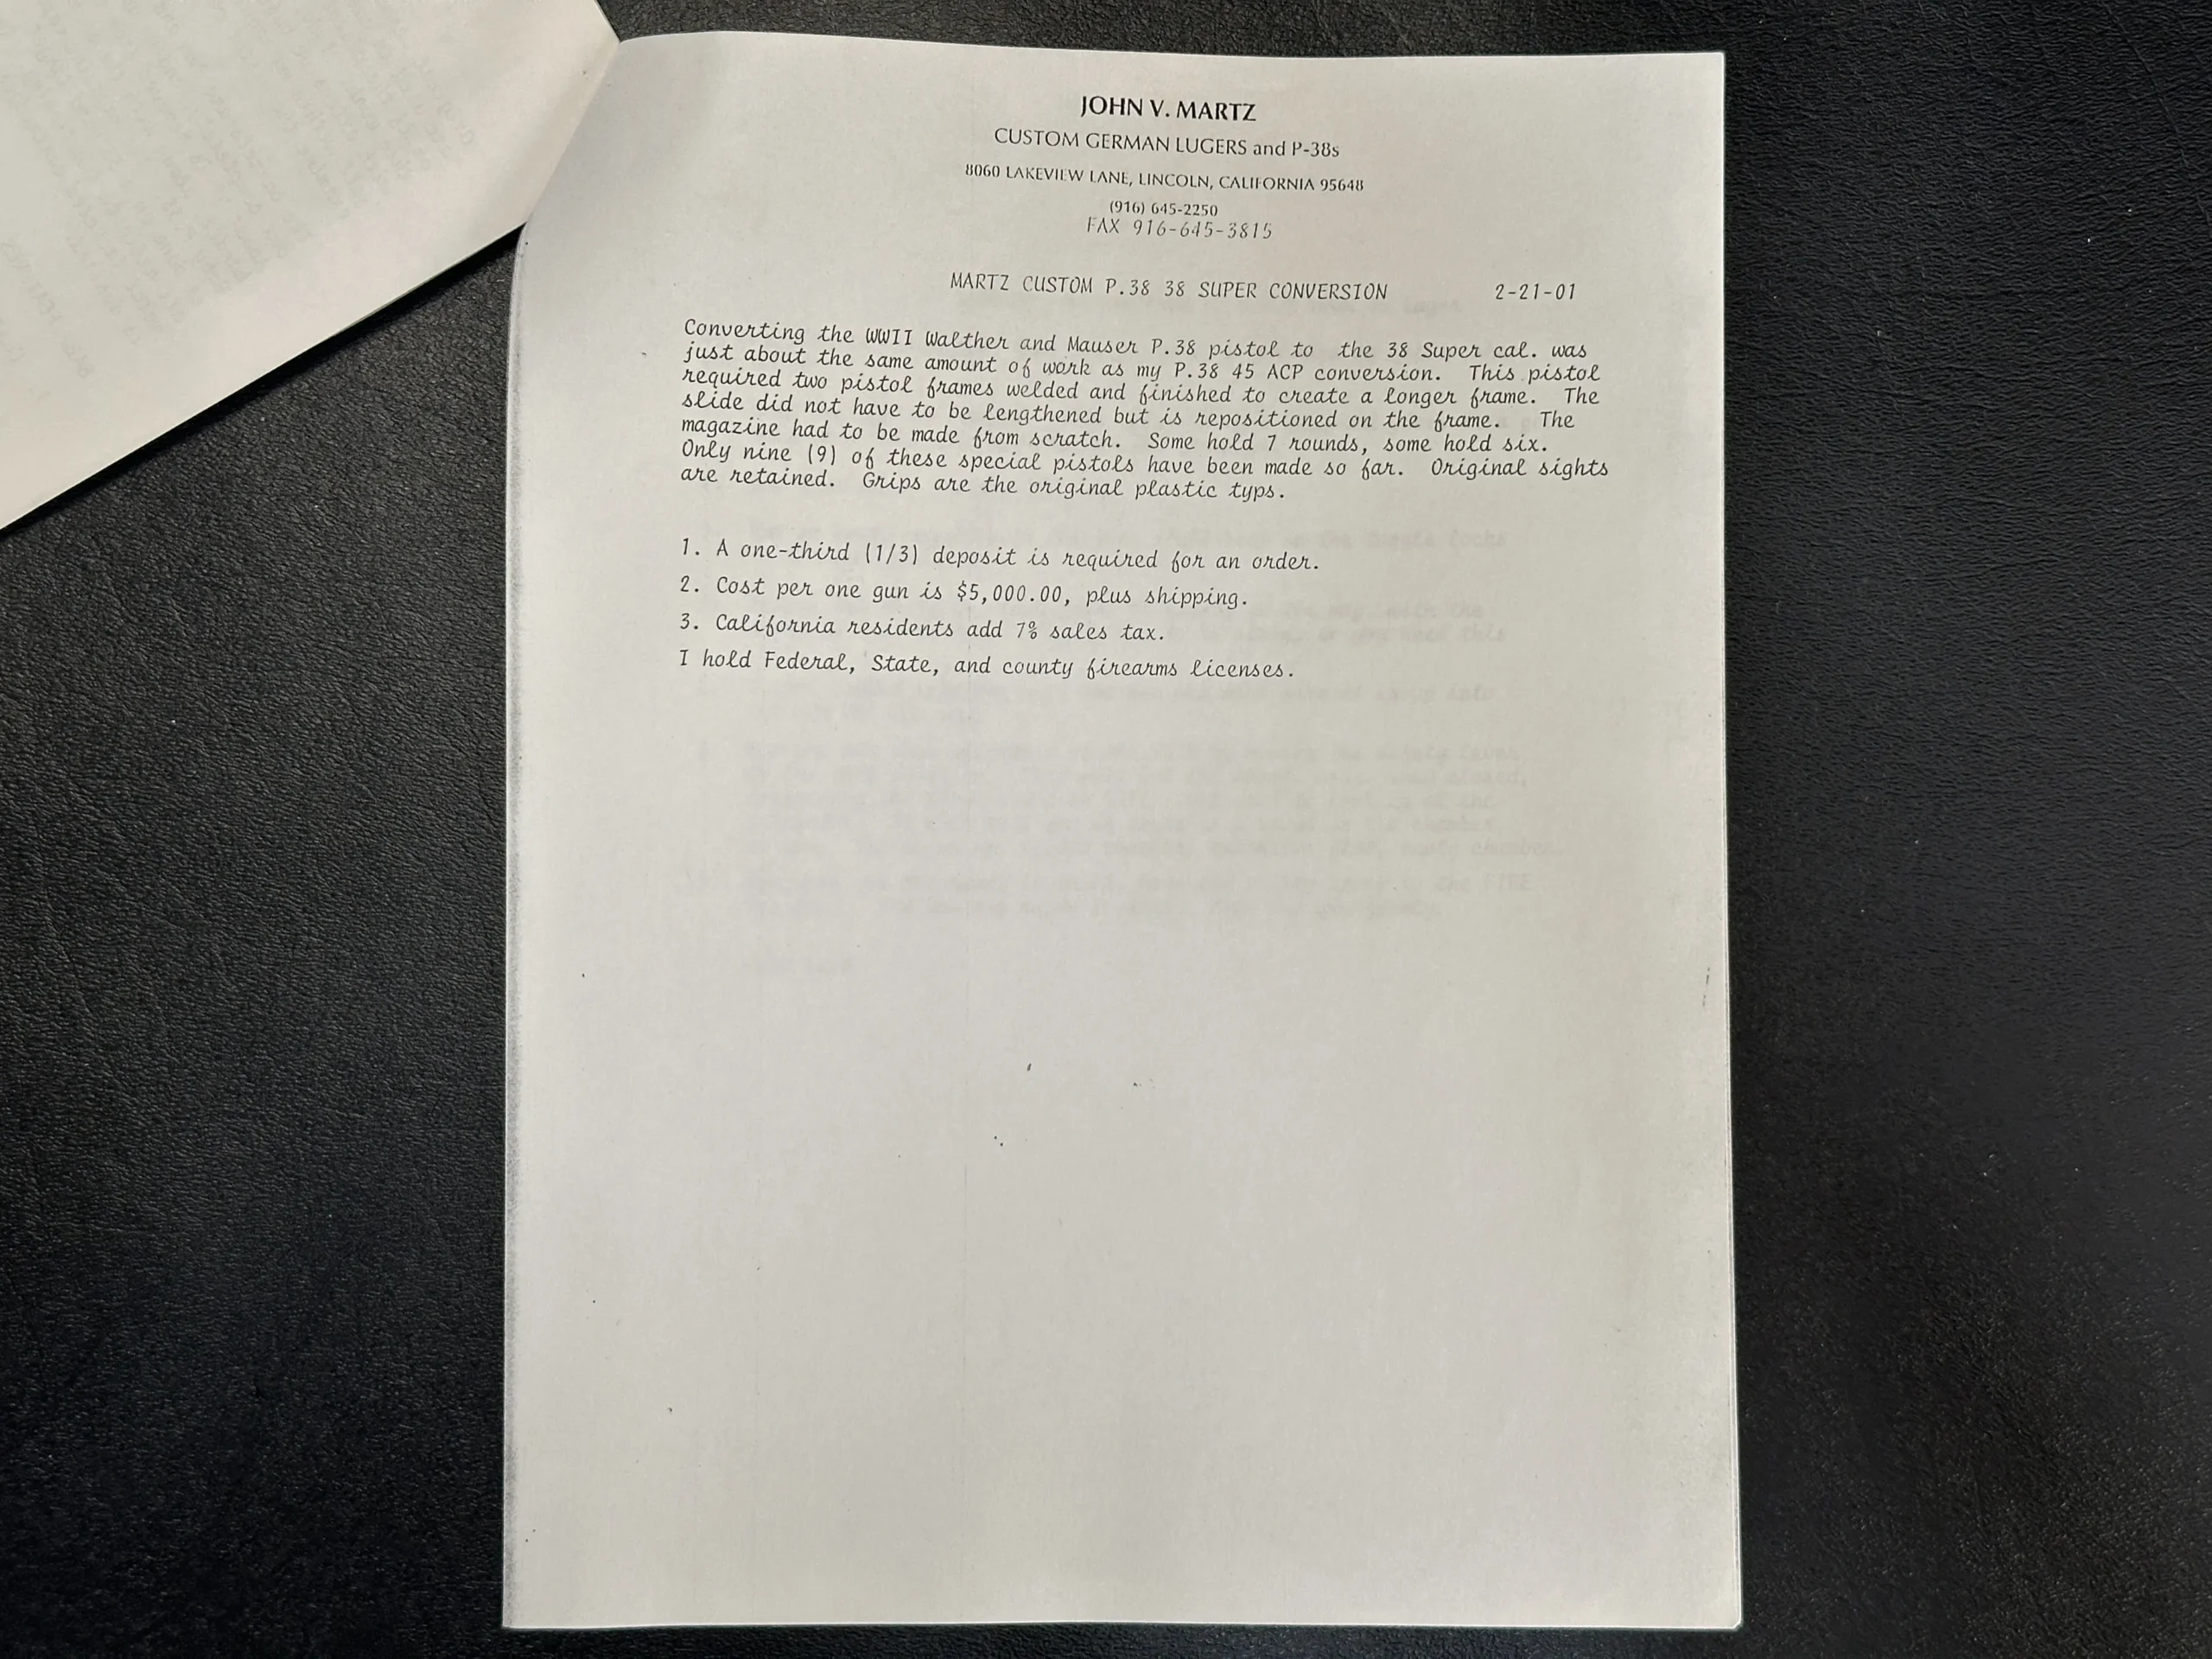 JOHN V. MARTZ
CUSTOM GERMAN LUGERS and P-38s
8060 LAKEVIEW LANE, LINCOLN, CALIFORNIA 95648
(916) 645-2250
FAX 916-645-3815
MARTZ CUSTOM P.38 38 SUPER CONVERSION 2-21-01
Converting the WWII Walther and Mauser P.38 pistol to the 38 Super cal. was
just about the same amount of work as my P.38 45 ACP conversion. This pistol
required two pistol frames welded and finished to create a longer frame. The
slide did not have to be lengthened but is repositioned on the frame. The
magazine had to be made from scratch. Some hold 7 rounds, some hold six.
Only nine (9) of these special pistols have been made so far. Original sights
are retained. Grips are the original plastic typs.
1. A one-third (1/3) deposit is required for an order.
2. Cost per one gun is $5,000.00, plus shipping.
3. California residents add 7% sales tax.
I hold Federal, State, and county firearms licenses.